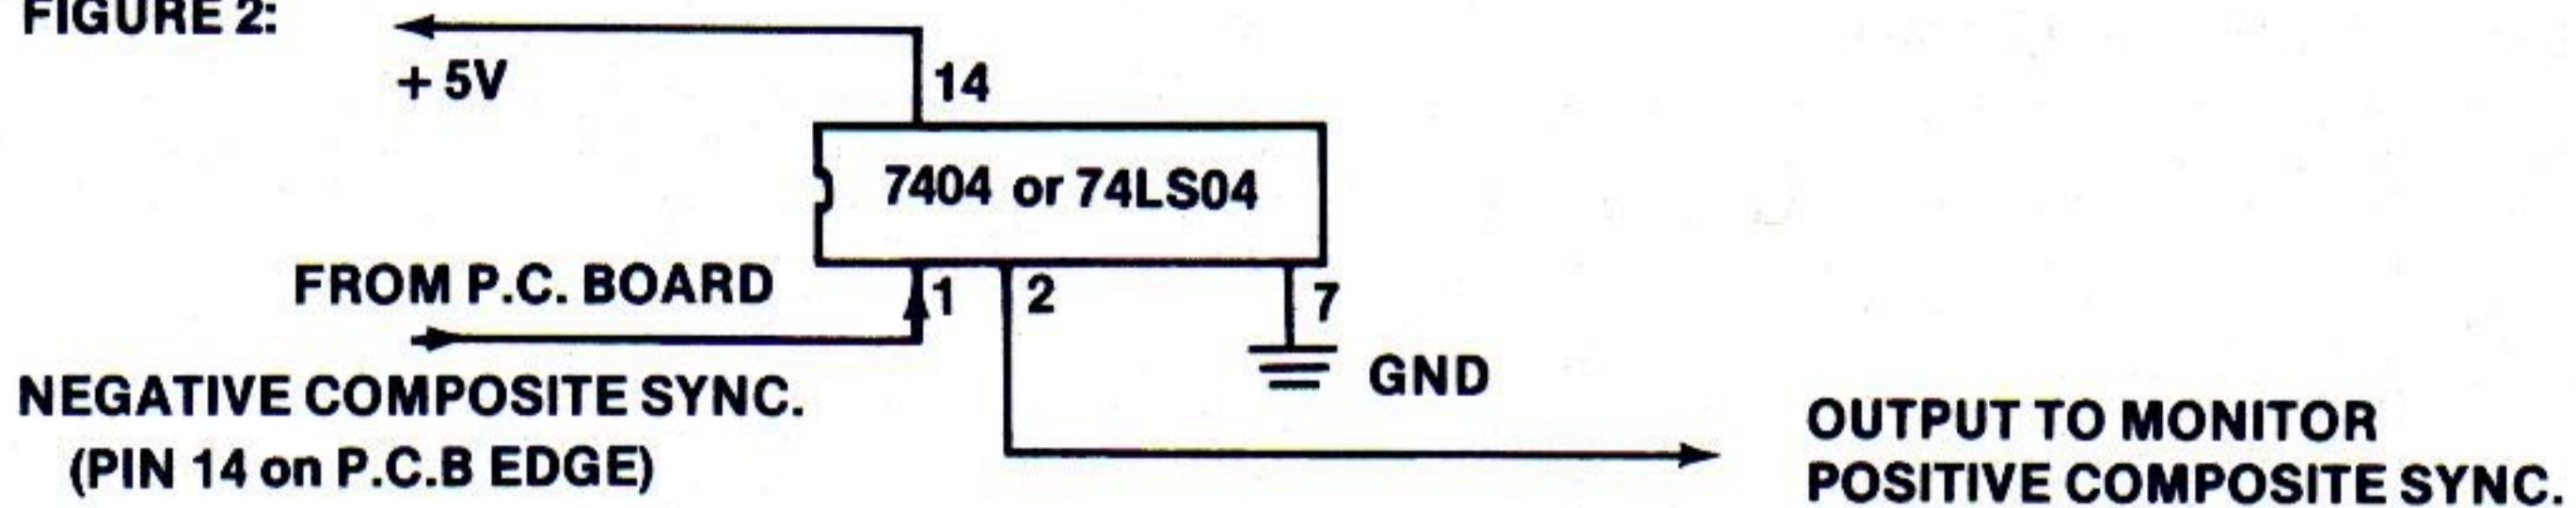 FIGURE 2:
+ 5V
14
7404 or 74LS04
FROM P.C. BOARD
1
2
7
GND
NEGATIVE COMPOSITE SYNC.
(PIN 14 on P.C.B EDGE)
OUTPUT TO MONITOR
POSITIVE COMPOSITE SYNC.